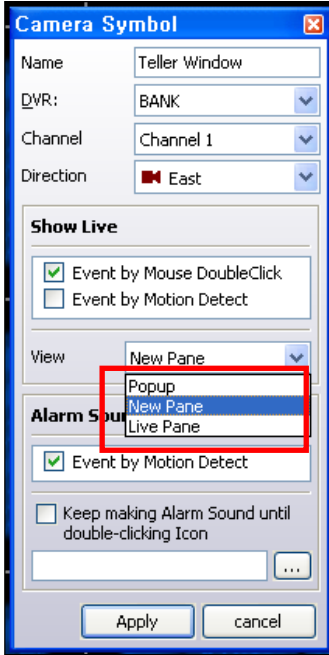 Camera Symbol
Name Teller Window
DVR: BANK
Channel Channel 1
Direction East
Show Live
Event by Mouse DoubleClick
Event by Motion Detect
View New Pane
Popup
New Pane
Live Pane
Alarm Sou
Event by Motion Detect
Keep making Alarm Sound until
double-clicking Icon
...
Apply cancel